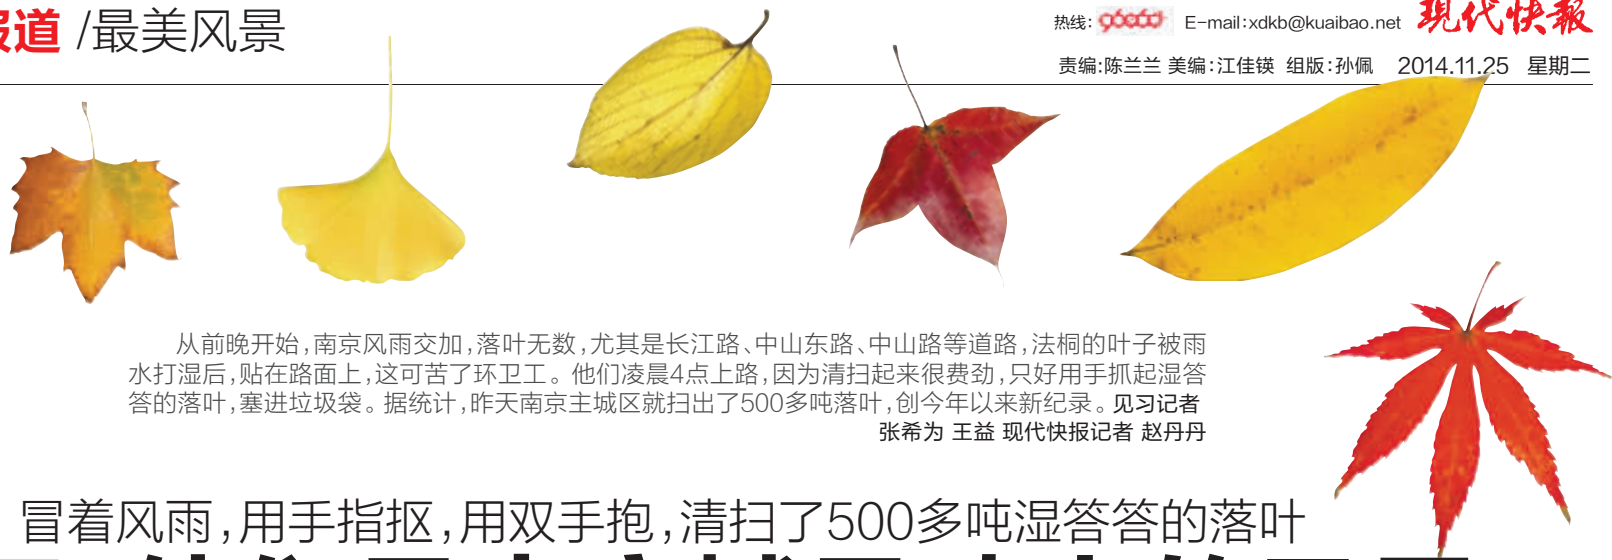 报道 /最美风景
热线: 96060 E-mail:xdkb@kuaibao.net 现代快报
责编:陈兰兰 美编:江佳锳 组版:孙佩 2014.11.25 星期二
从前晚开始,南京风雨交加,落叶无数,尤其是长江路、中山东路、中山路等道路,法桐的叶子被雨
水打湿后,贴在路面上,这可苦了环卫工。他们凌晨4点上路,因为清扫起来很费劲,只好用手抓起湿答
答的落叶,塞进垃圾袋。据统计,昨天南京主城区就扫出了500多吨落叶,创今年以来新纪录。见习记者
张希为 王益 现代快报记者 赵丹丹
冒着风雨,用手指抠,用双手抱,清扫了500多吨湿答答的落叶